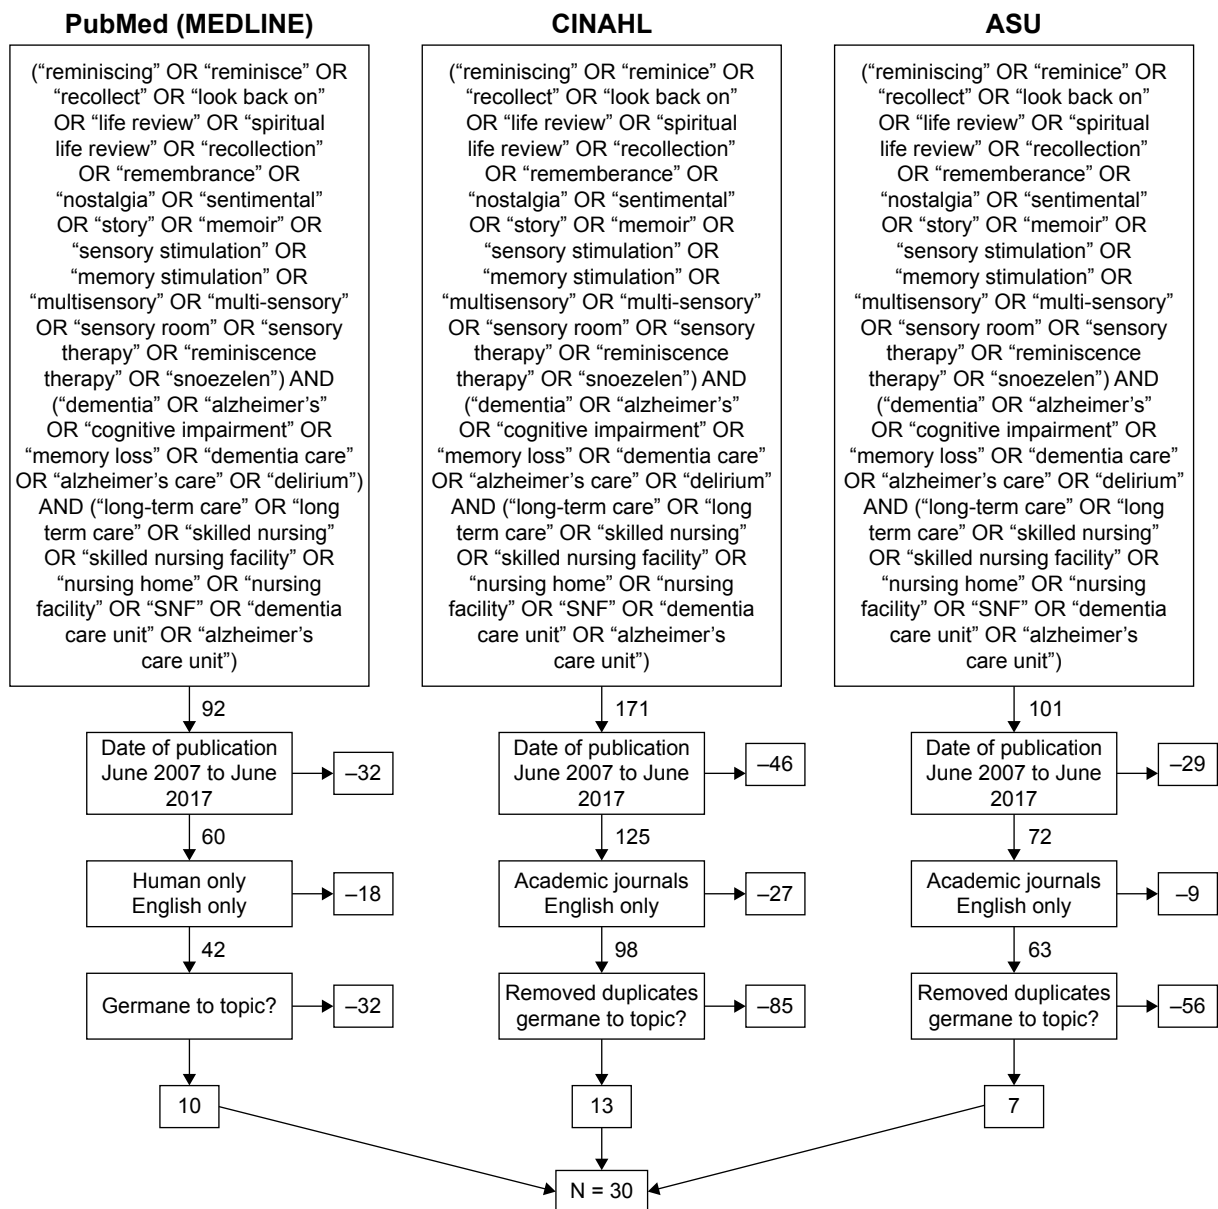 PubMed (MEDLINE)
(“reminiscing” OR “reminisce” OR
“recollect” OR “look back on”
OR “life review” OR “spiritual
life review” OR “recollection”
OR “remembrance” OR
“nostalgia” OR “sentimental”
OR “story” OR “memoir” OR
“sensory stimulation” OR
“memory stimulation” OR
“multisensory” OR “multi-sensory”
OR “sensory room” OR “sensory
therapy” OR “reminiscence
therapy” OR “snoezelen”) AND
(“dementia” OR “alzheimer’s”
OR “cognitive impairment” OR
“memory loss” OR “dementia care”
OR “alzheimer’s care” OR “delirium”)
AND (“long-term care” OR “long
term care” OR “skilled nursing”
OR “skilled nursing facility” OR
“nursing home” OR “nursing
facility” OR “SNF” OR “dementia
care unit” OR “alzheimer’s
care unit”)
92
Date of publication
June 2007 to June
2017
–32
60
Human only
English only
–18
42
Germane to topic?
–32
10
CINAHL
(“reminiscing” OR “reminice” OR
“recollect” OR “look back on”
OR “life review” OR “spiritual
life review” OR “recollection”
OR “rememberance” OR
“nostalgia” OR “sentimental”
OR “story” OR “memoir” OR
“sensory stimulation” OR
“memory stimulation” OR
“multisensory” OR “multi-sensory”
OR “sensory room” OR “sensory
therapy” OR “reminiscence
therapy” OR “snoezelen”) AND
(“dementia” OR “alzheimer’s”
OR “cognitive impairment” OR
“memory loss” OR “dementia care”
OR “alzheimer’s care” OR “delirium”
AND (“long-term care” OR “long
term care” OR “skilled nursing”
OR “skilled nursing facility” OR
“nursing home” OR “nursing
facility” OR “SNF” OR “dementia
care unit” OR “alzheimer’s
care unit”)
171
Date of publication
June 2007 to June
2017
–46
125
Academic journals
English only
–27
98
Removed duplicates
germane to topic?
–85
13
ASU
(“reminiscing” OR “reminice” OR
“recollect” OR “look back on”
OR “life review” OR “spiritual
life review” OR “recollection”
OR “rememberance” OR
“nostalgia” OR “sentimental”
OR “story” OR “memoir” OR
“sensory stimulation” OR
“memory stimulation” OR
“multisensory” OR “multi-sensory”
OR “sensory room” OR “sensory
therapy” OR “reminiscence
therapy” OR “snoezelen”) AND
(“dementia” OR “alzheimer’s”
OR “cognitive impairment” OR
“memory loss” OR “dementia care”
OR “alzheimer’s care” OR “delirium”
AND (“long-term care” OR “long
term care” OR “skilled nursing”
OR “skilled nursing facility” OR
“nursing home” OR “nursing
facility” OR “SNF” OR “dementia
care unit” OR “alzheimer’s
care unit”)
101
Date of publication
June 2007 to June
2017
–29
72
Academic journals
English only
–9
63
Removed duplicates
germane to topic?
–56
7
N = 30